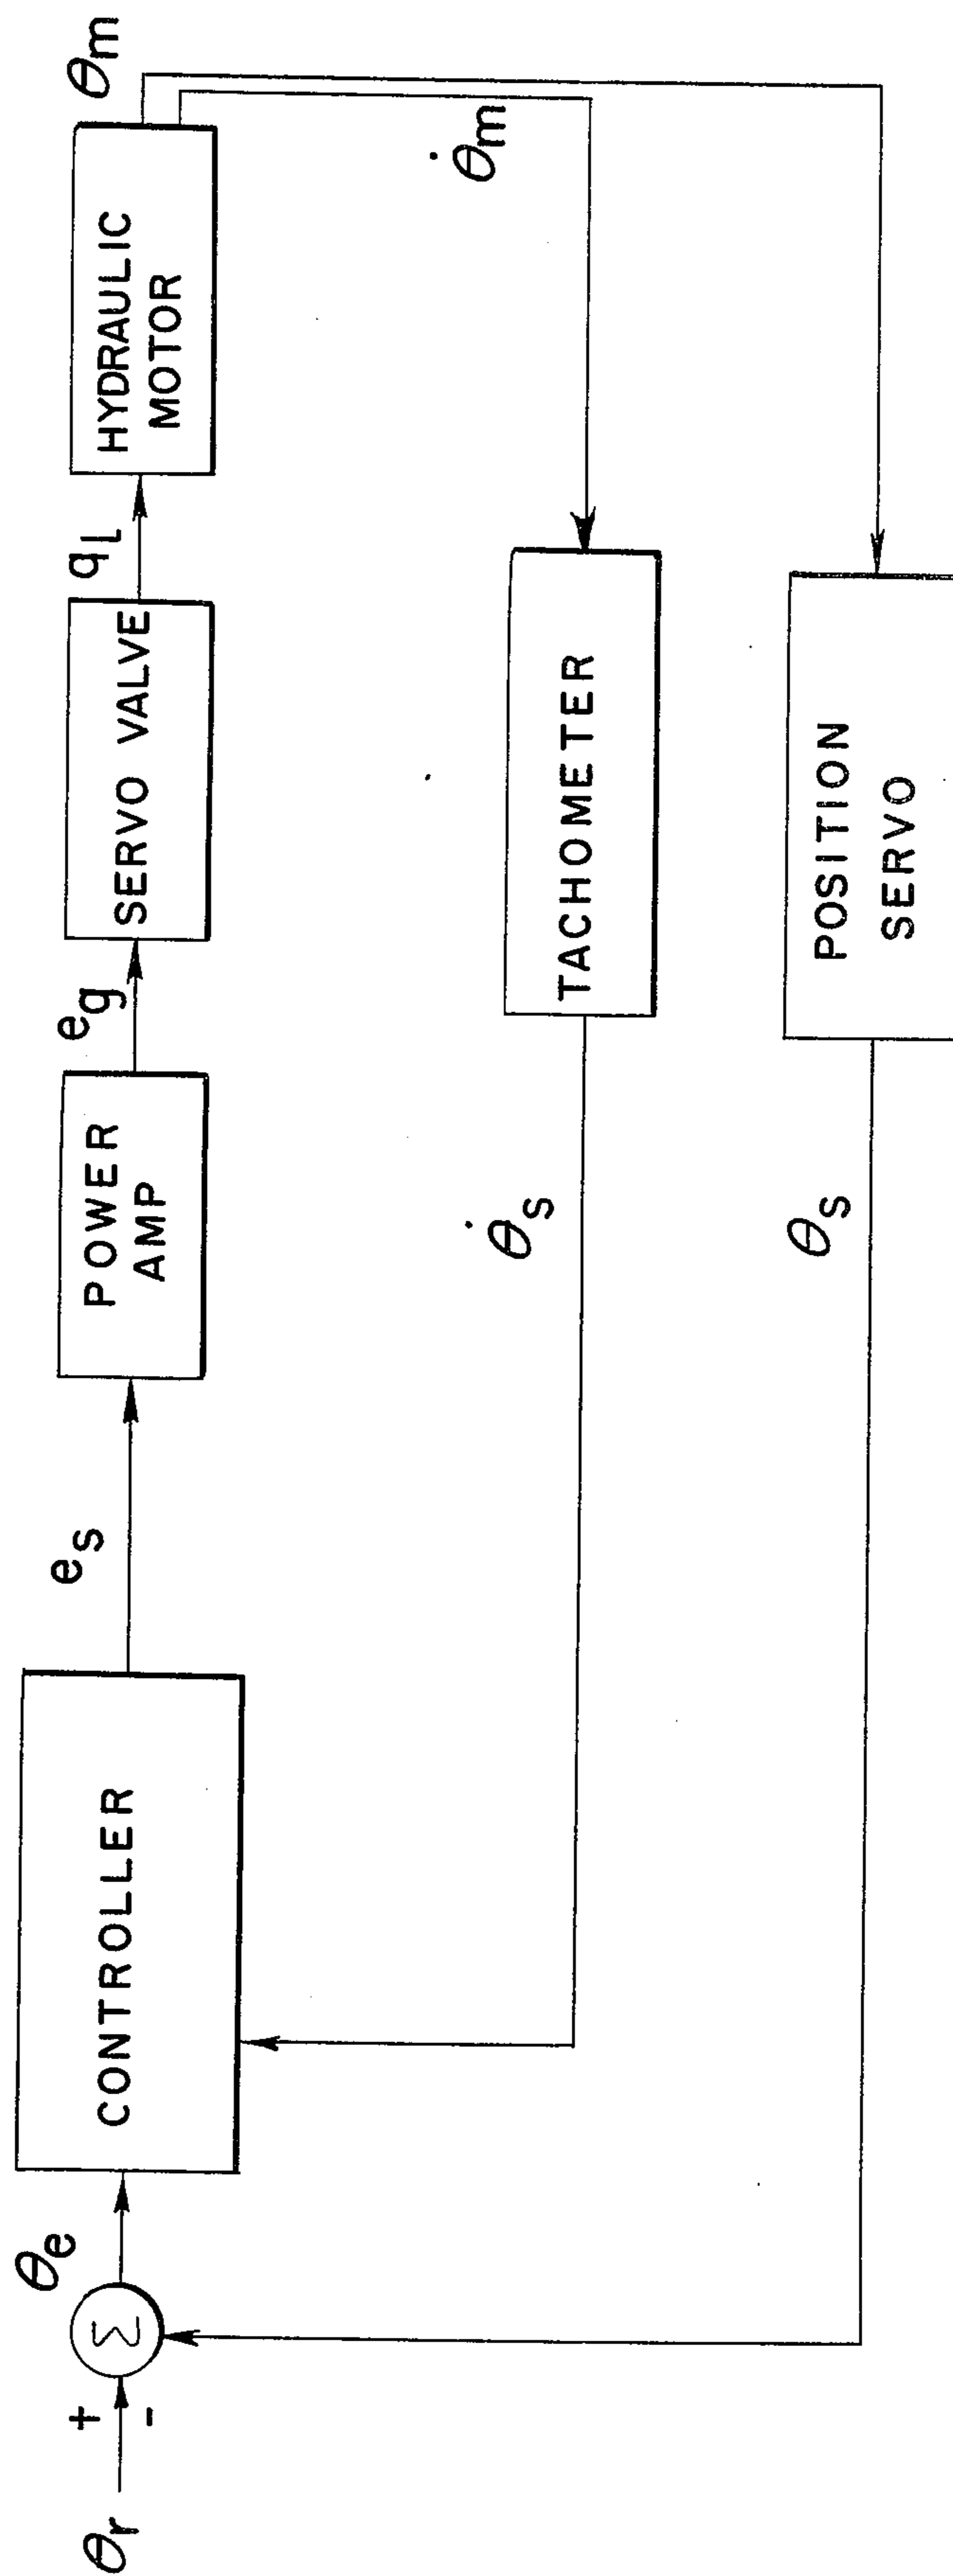 θr
+
-
Σ
θe
CONTROLLER
es
POWER
AMP
eg
SERVO VALVE
qL
HYDRAULIC
MOTOR
θm
θ̇m
TACHOMETER
θ̇s
POSITION
SERVO
θs